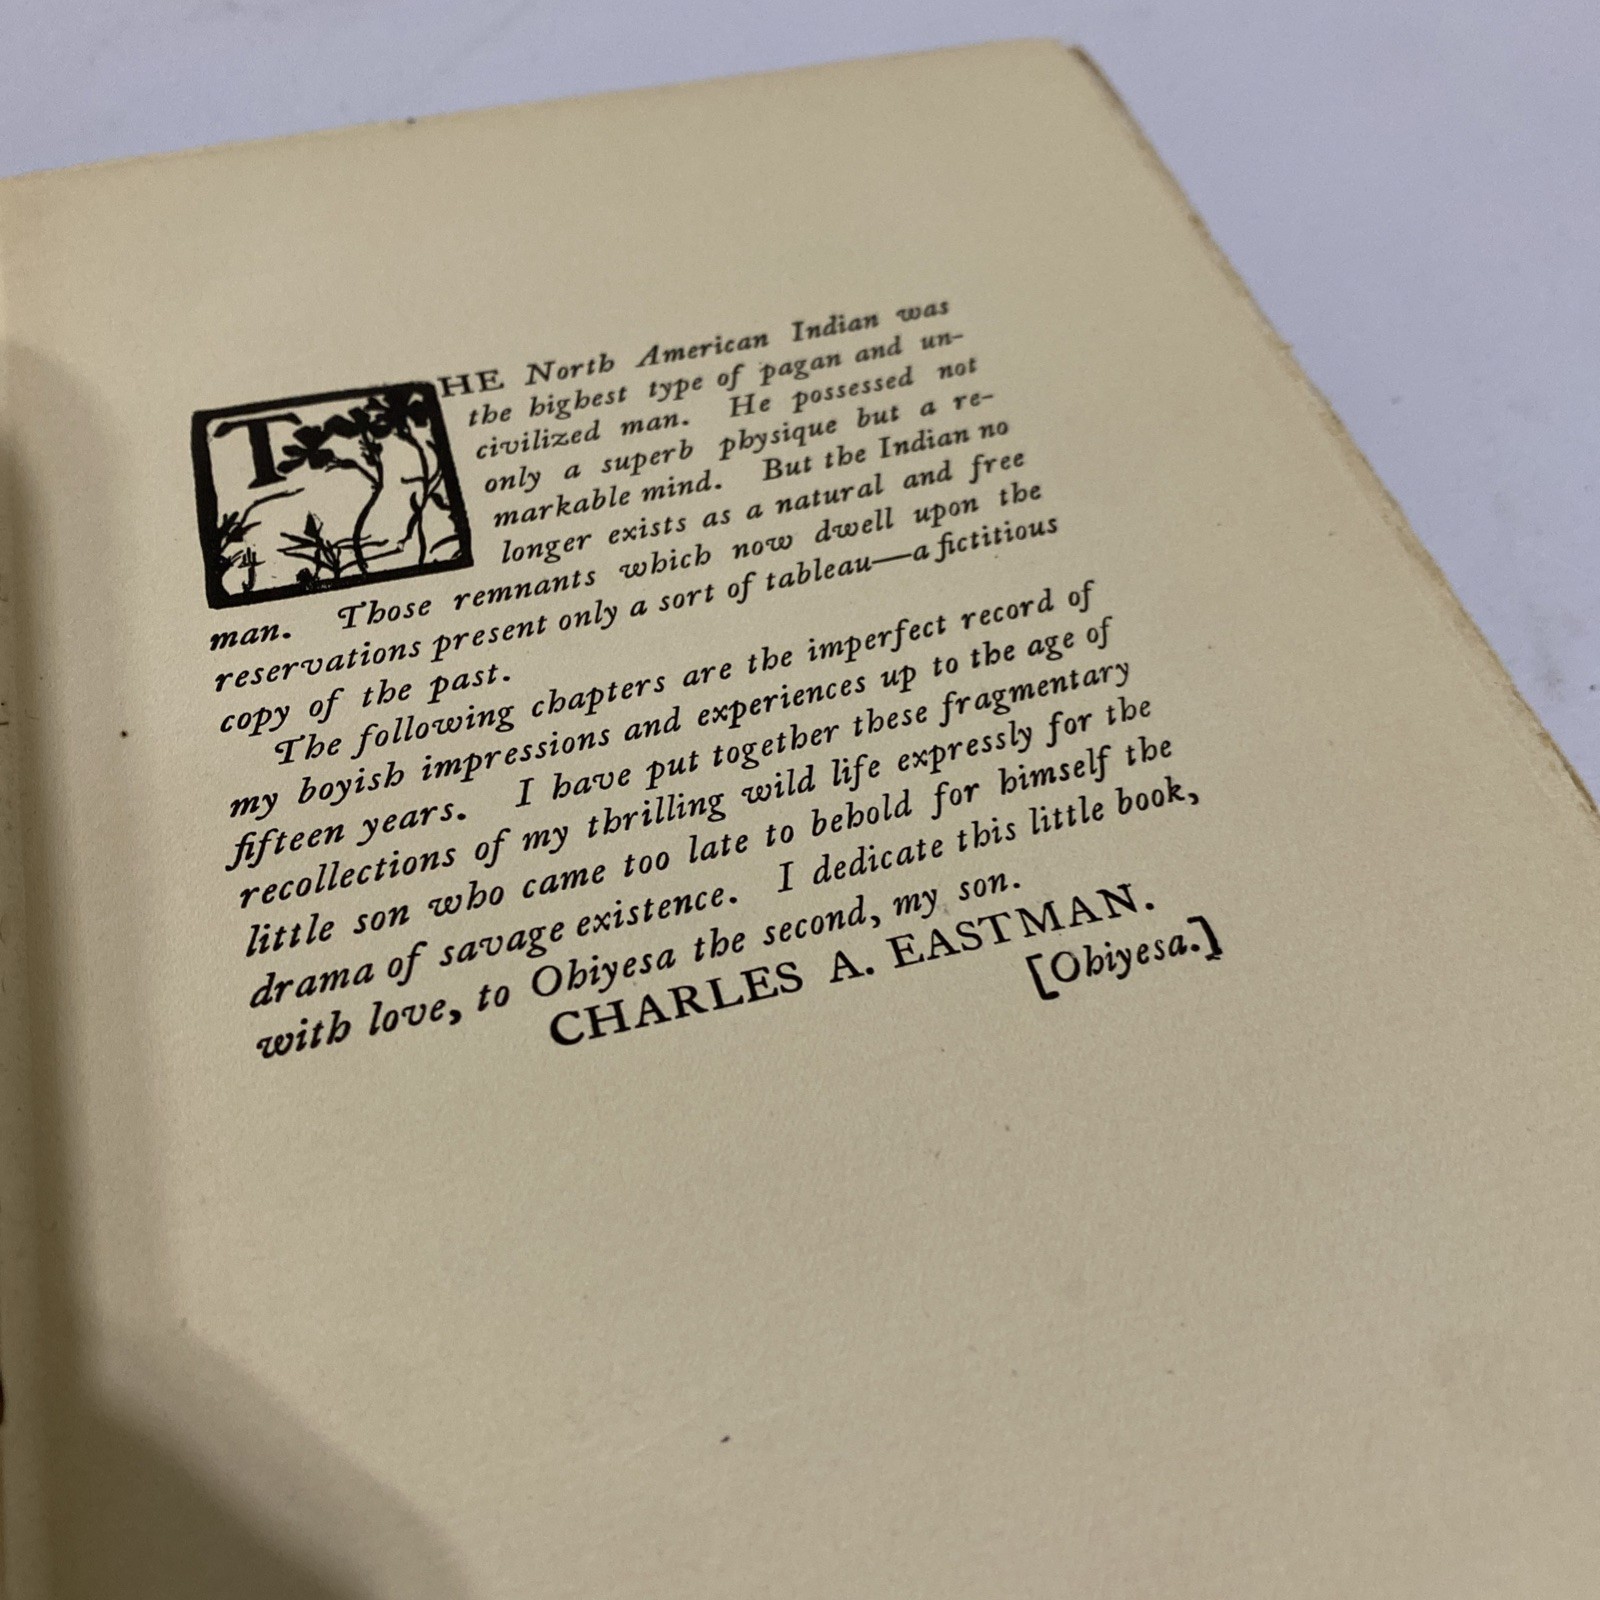 THE North American Indian was
the highest type of pagan and un-
civilized man. He possessed not
only a superb physique but a re-
markable mind. But the Indian no
longer exists as a natural and free
man. Those remnants which now dwell upon the
reservations present only a sort of tableau—a fictitious
copy of the past.
The following chapters are the imperfect record of
my boyish impressions and experiences up to the age of
fifteen years. I have put together these fragmentary
recollections of my thrilling wild life expressly for the
little son who came too late to behold for himself the
drama of savage existence. I dedicate this little book,
with love, to Ohiyesa the second, my son.
CHARLES A. EASTMAN.
[Ohiyesa.]